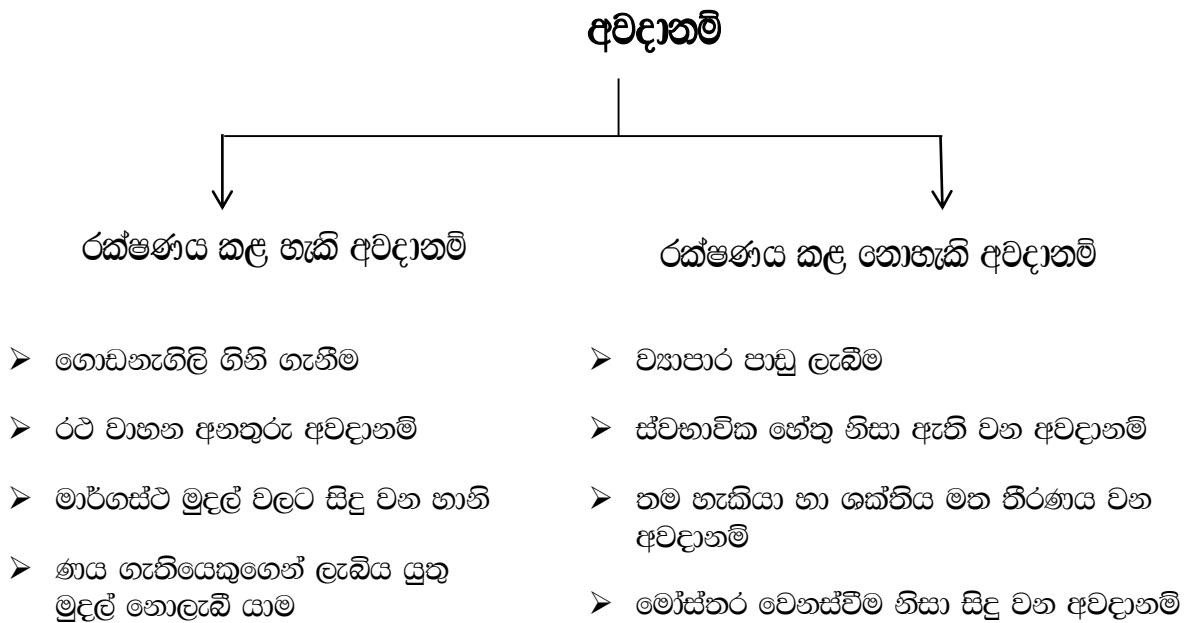 අවදානම්
රක්ෂණය කළ හැකි අවදානම්
➢ ගොඩනැගිලි ගිනි ගැනීම
➢ රථ වාහන අනතුරු අවදානම්
➢ මාර්ගස්ථ මුදල් වලට සිදු වන හානි
➢ ණය ගැතියෙකුගෙන් ලැබිය යුතු
මුදල් නොලැබී යාම
රක්ෂණය කළ නොහැකි අවදානම්
➢ ව්‍යාපාර පාඩු ලැබීම
➢ ස්වභාවික හේතු නිසා ඇති වන අවදානම්
➢ තම හැකියා හා ශක්තිය මත තීරණය වන
අවදානම්
➢ මෝස්තර වෙනස්වීම නිසා සිදු වන අවදානම්